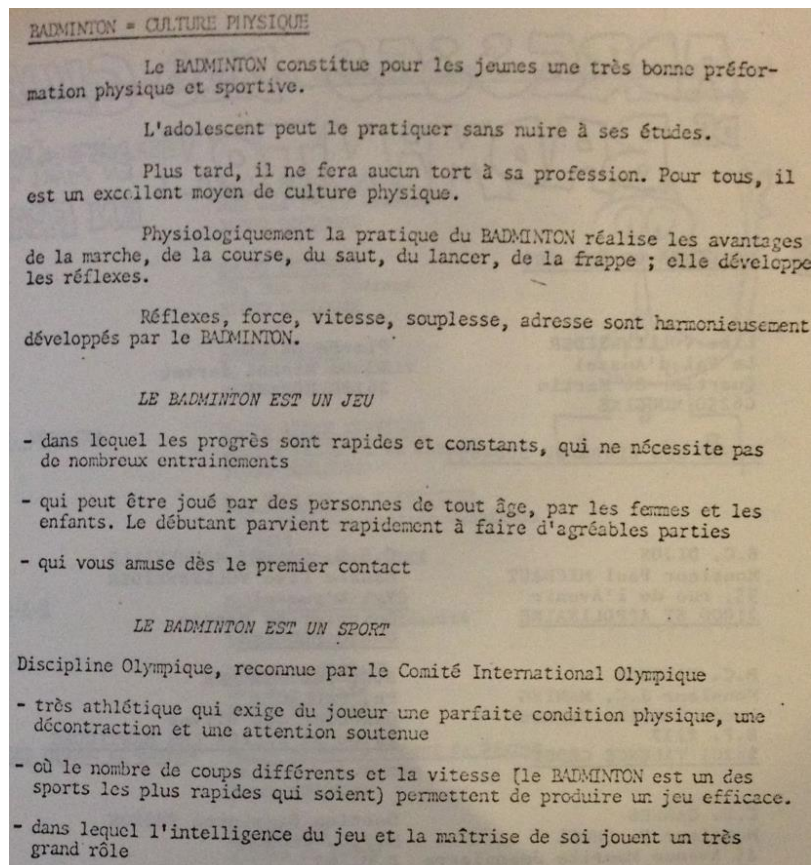 BADMINTON = CULTURE PHYSIQUE
Le BADMINTON constitue pour les jeunes une très bonne préfor-
mation physique et sportive.
L'adolescent peut le pratiquer sans nuire à ses études.
Plus tard, il ne fera aucun tort à sa profession. Pour tous, il
est un excellent moyen de culture physique.
Physiologiquement la pratique du BADMINTON réalise les avantages
de la marche, de la course, du saut, du lancer, de la frappe ; elle développe
les réflexes.
Réflexes, force, vitesse, souplesse, adresse sont harmonieusement
développés par le BADMINTON.
LE BADMINTON EST UN JEU
- dans lequel les progrès sont rapides et constants, qui ne nécessite pas
de nombreux entrainements
- qui peut être joué par des personnes de tout âge, par les femmes et les
enfants. Le débutant parvient rapidement à faire d'agréables parties
- qui vous amuse dès le premier contact
LE BADMINTON EST UN SPORT
Discipline Olympique, reconnue par le Comité International Olympique
- très athlétique qui exige du joueur une parfaite condition physique, une
décontraction et une attention soutenue
- où le nombre de coups différents et la vitesse [le BADMINTON est un des
sports les plus rapides qui soient) permettent de produire un jeu efficace.
- dans lequel l'intelligence du jeu et la maîtrise de soi jouent un très
grand rôle